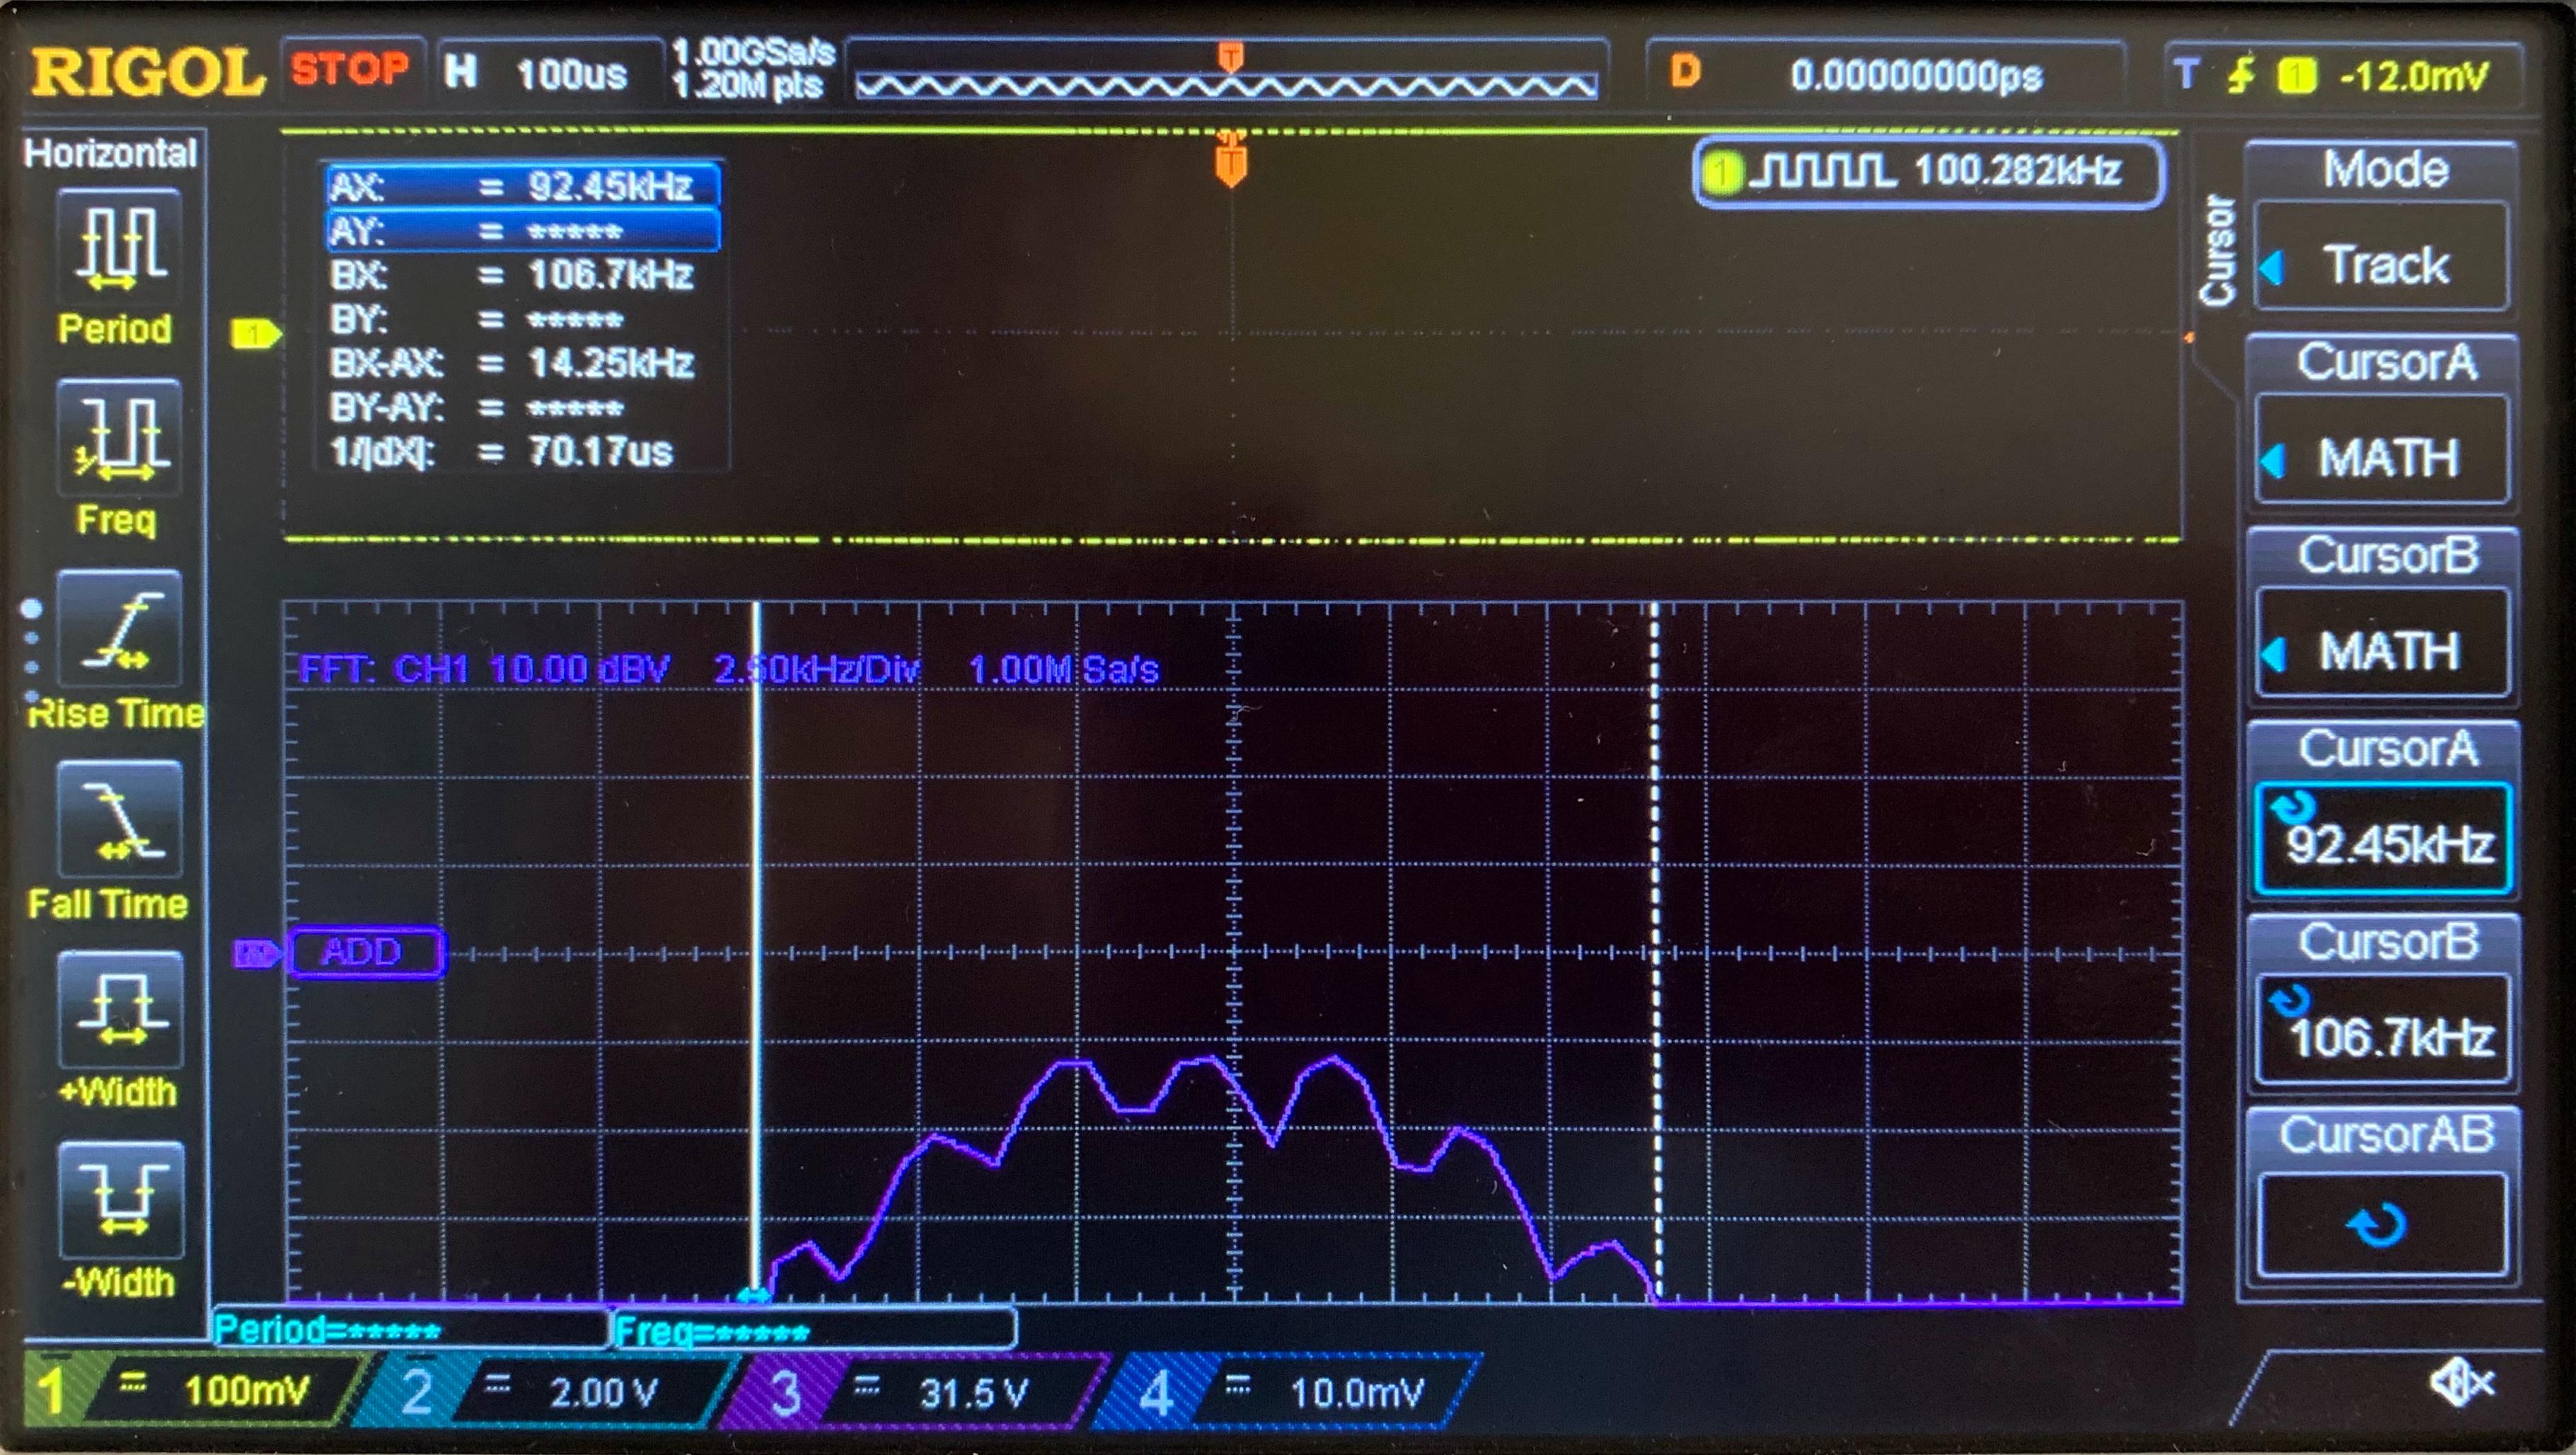 RIGOL STOP H 100us 1.00GSa/s
1.20M pts
D 0.00000000ps T 1 -12.0mV
Horizontal
Period
Freq
Rise Time
Fall Time
+Width
-Width
T
AX: = 92.45kHz
AY: = *****
BX: = 106.7kHz
BY: = *****
BX-AX: = 14.25kHz
BY-AY: = *****
1/|dX|: = 70.17us
1 100.282kHz
1
FFT: CH1 10.00 dBV 2.50kHz/Div 1.00M Sa/s
ADD
Cursor
Mode
Track
CursorA
MATH
CursorB
MATH
CursorA
92.45kHz
CursorB
106.7kHz
CursorAB
Period=***** Freq=*****
1 100mV 2 2.00 V 3 31.5 V 4 10.0mV